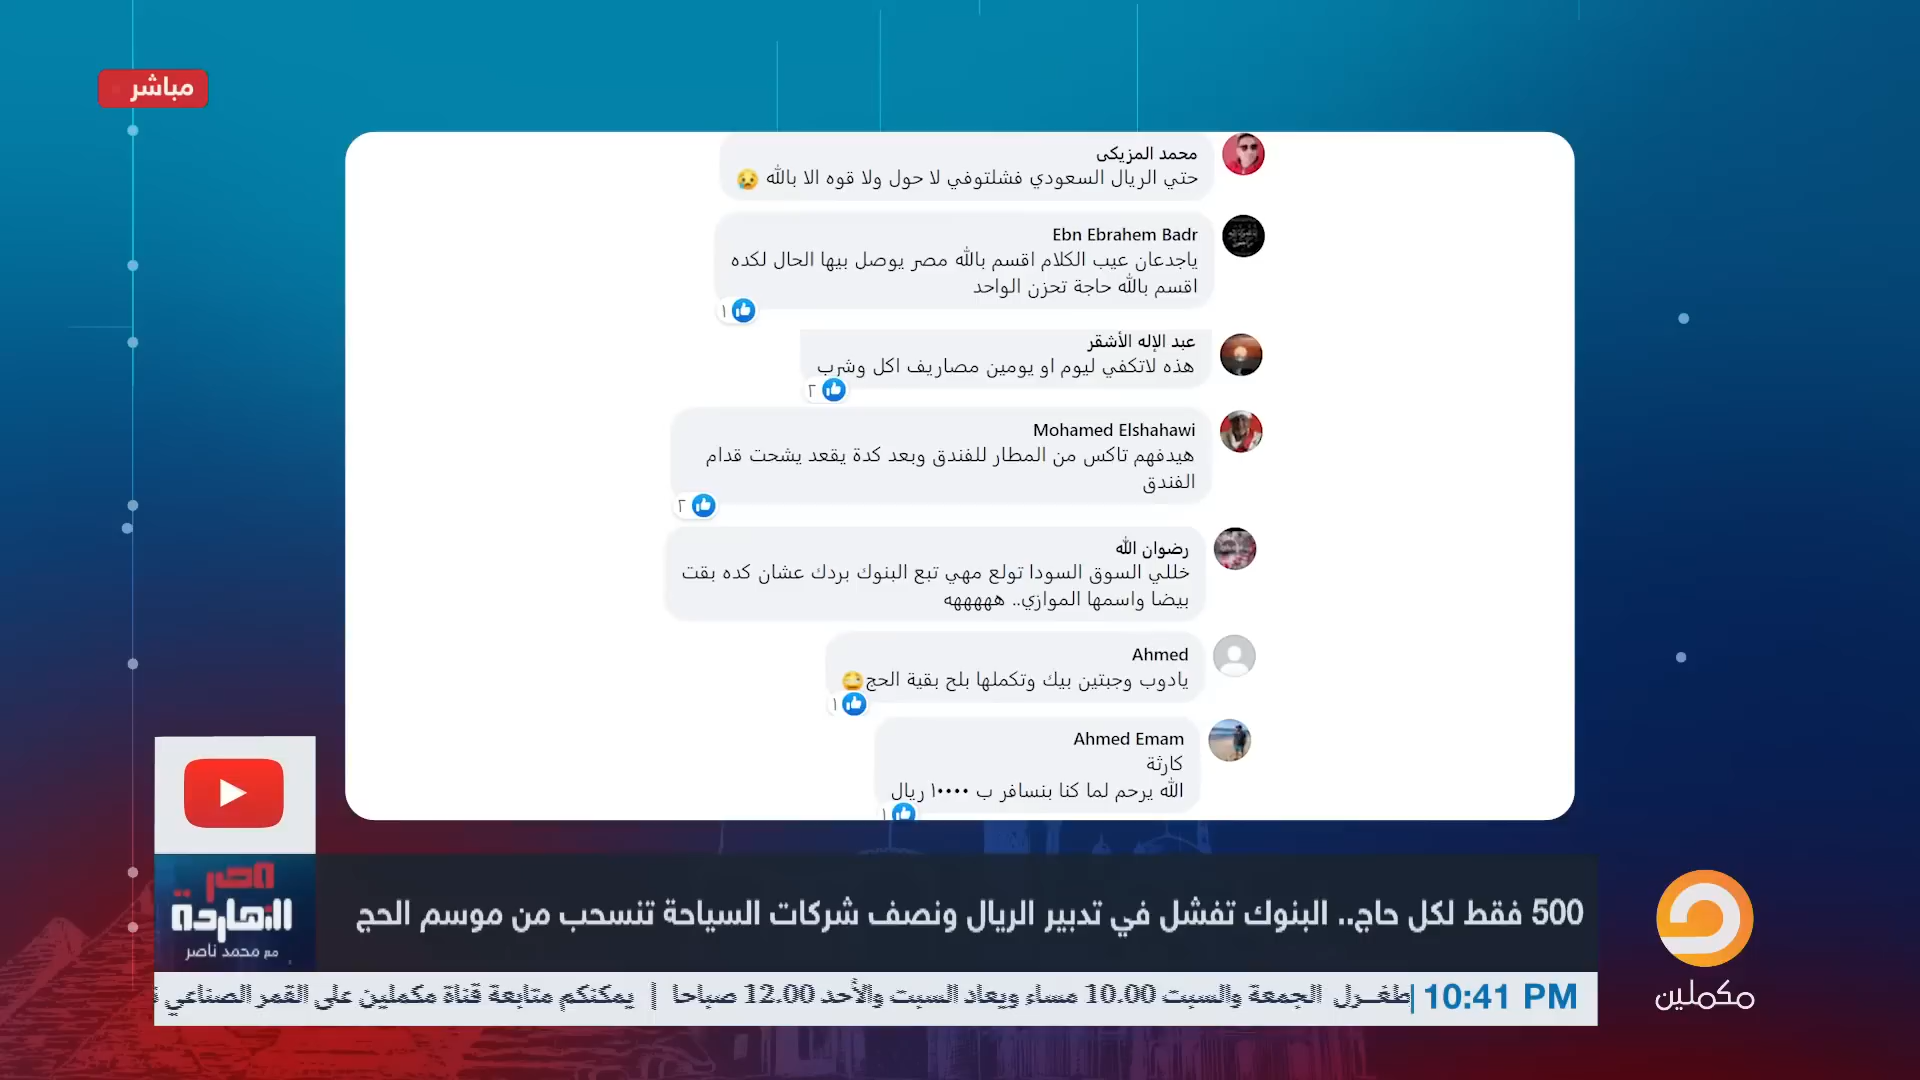 مباشر
محمد المزيكى
حتي الريال السعودي فشلتوفي لا حول ولا قوه الا بالله 😥
Ebn Ebrahem Badr
ياجدعان عيب الكلام اقسم بالله مصر يوصل بيها الحال لكده
اقسم بالله حاجة تحزن الواحد
١
عبد الإله الأشقر
هذه لاتكفي ليوم او يومين مصاريف اكل وشرب
٢
Mohamed Elshahawi
هيدفهم تاكس من المطار للفندق وبعد كدة يقعد يشحت قدام
الفندق
٢
رضوان الله
خللي السوق السودا تولع مهي تبع البنوك بردك عشان كده بقت
بيضا واسمها الموازي.. هههههه
Ahmed
يادوب وجبتين بيك وتكملها بلح بقية الحج
١
Ahmed Emam
كارثة
الله يرحم لما كنا بنسافر ب ١٠٠٠٠ ريال
١
مصر
النهاردة
مع محمد ناصر
500 فقط لكل حاج.. البنوك تفشل في تدبير الريال ونصف شركات السياحة تنسحب من موسم الحج
10:41 PM
طغرل الجمعة والسبت 10.00 مساء ويعاد السبت والأحد 12.00 صباحا | يمكنكم متابعة قناة مكملين على القمر الصناعي
مكملين